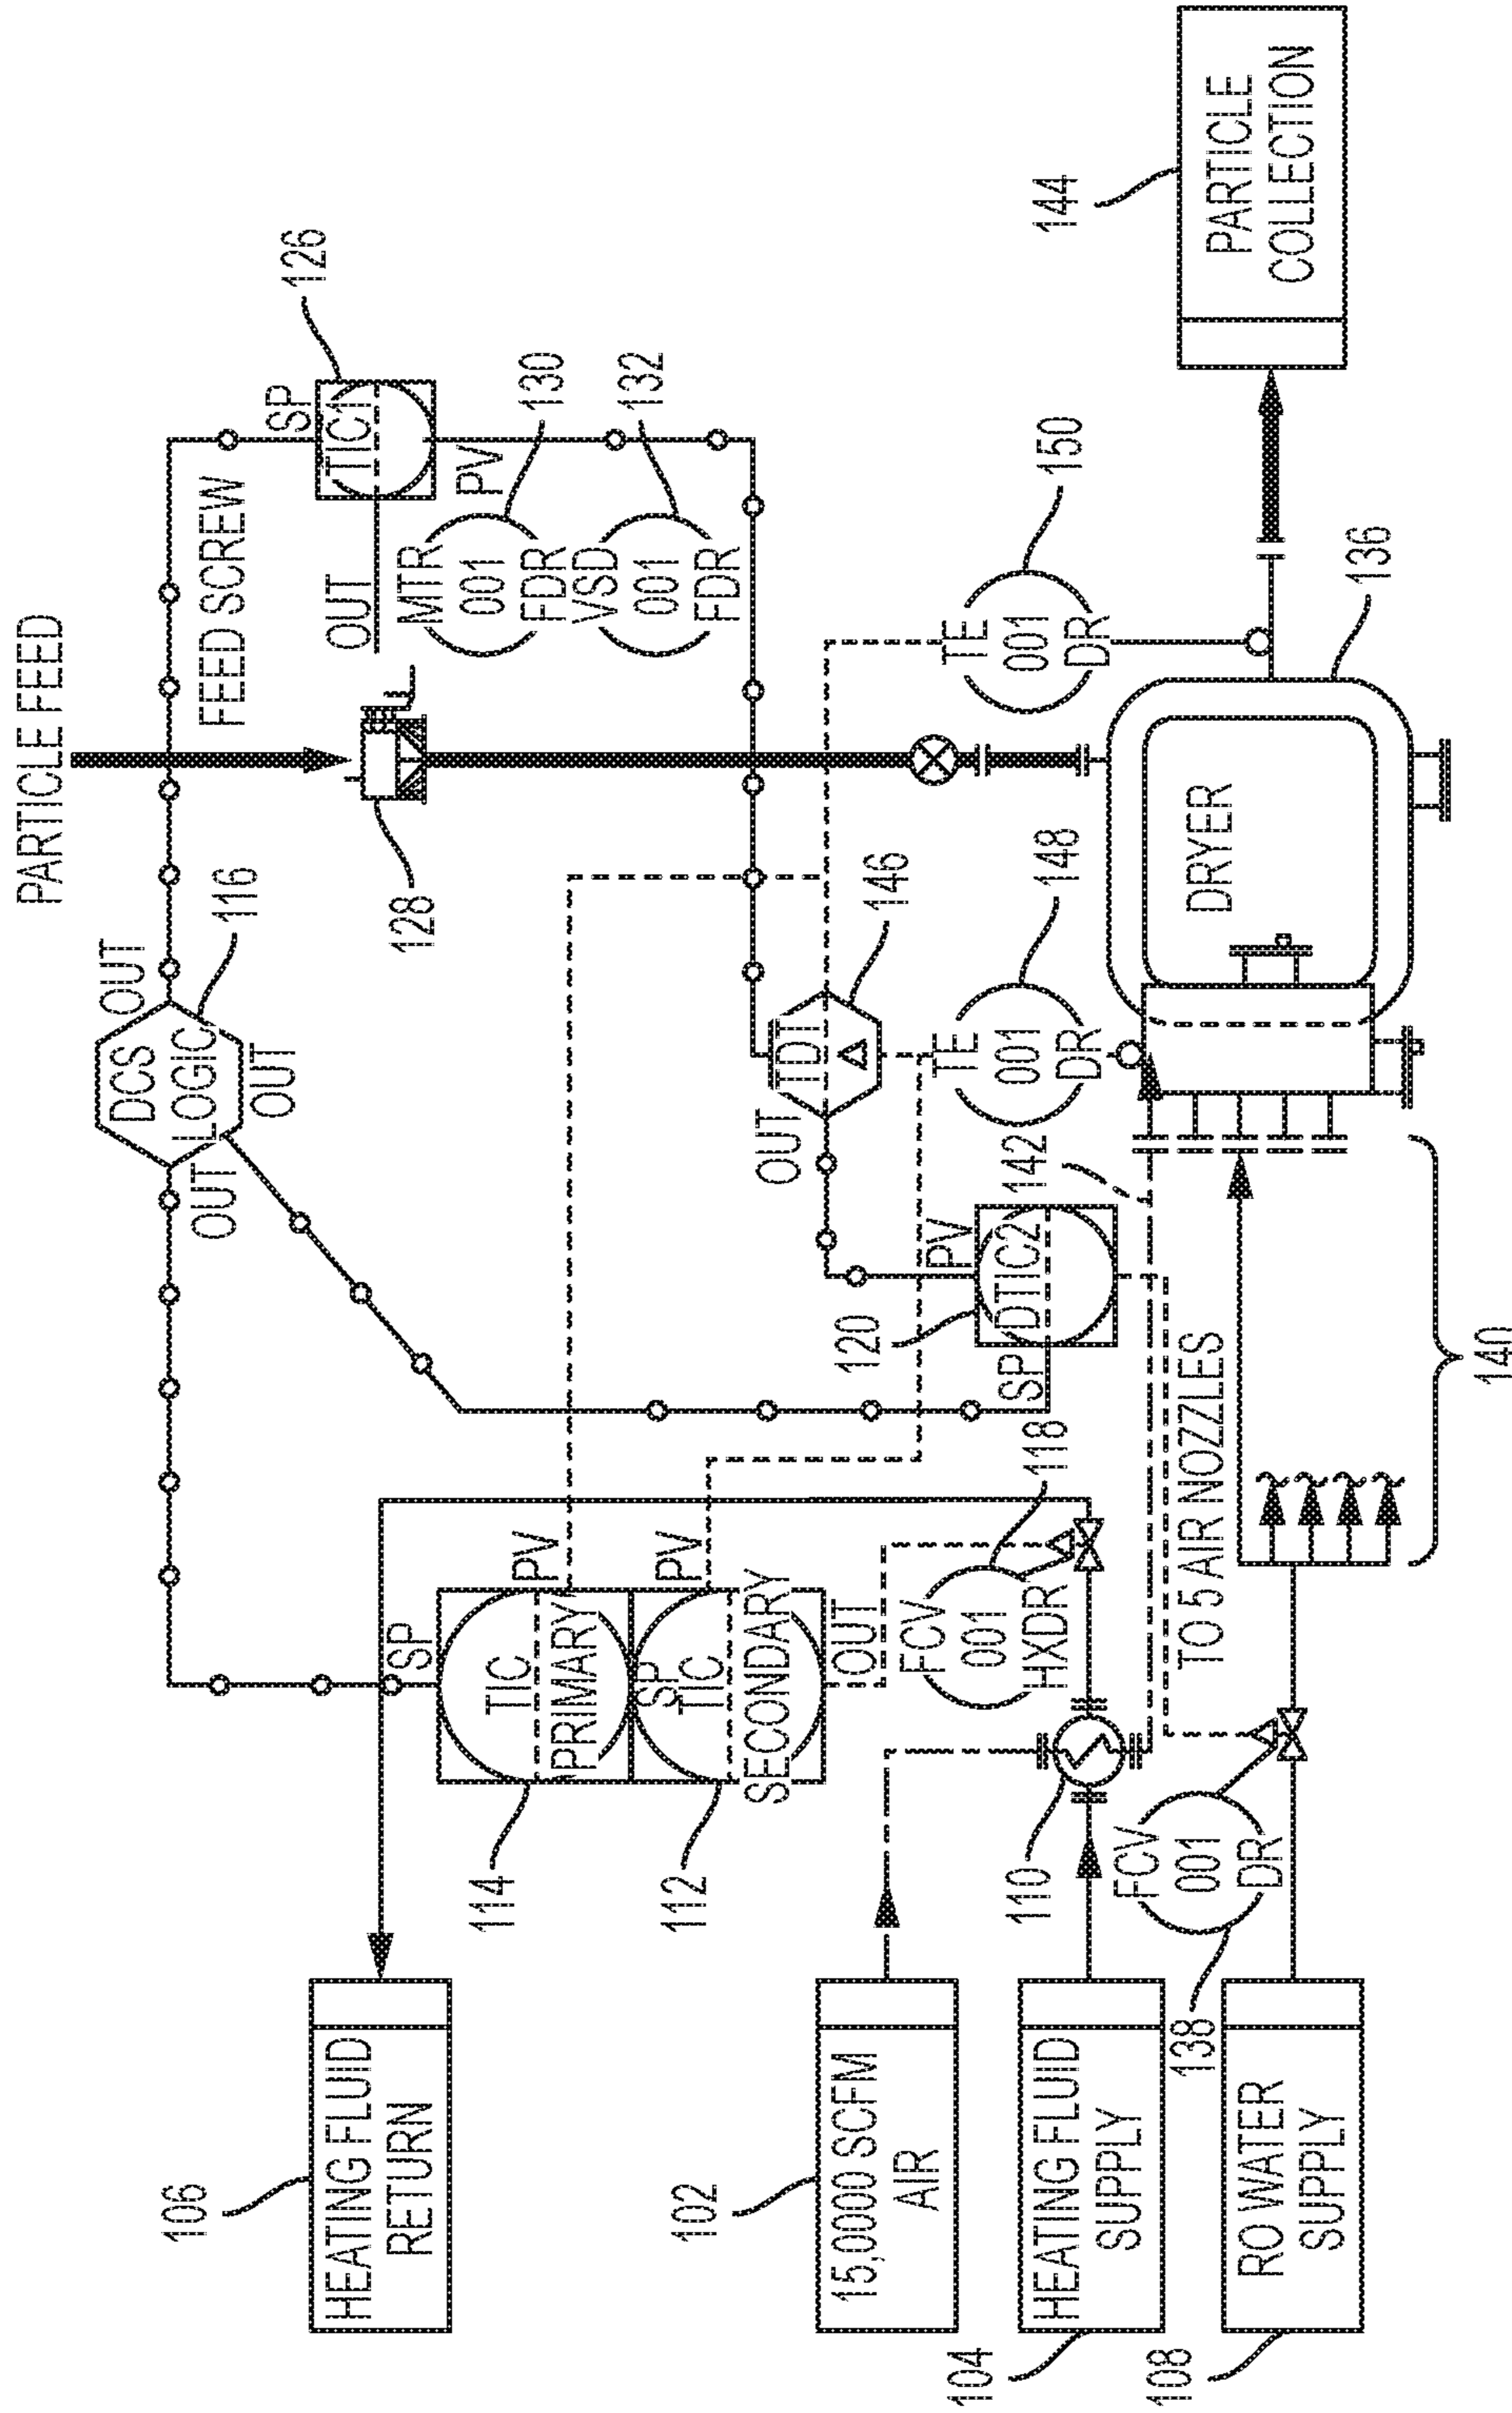 PARTICLE FEED
FEED SCREW
DCS
LOGIC
OUT
OUT
OUT
116
SP
TIC1
PV
OUT
126
128
MTR
001
FDR
130
VSD
001
FDR
132
106
HEATING FLUID
RETURN
SP
TIC
PRIMARY
PV
114
SP
TIC
SECONDARY
PV
OUT
112
OUT
TDT
Δ
146
PV
DTIC2
SP
120
TE
001
DR
148
TE
001
DR
150
102
15,0000 SCFM
AIR
FCV
001
HXDR
118
110
142
104
HEATING FLUID
SUPPLY
TO 5 AIR NOZZLES
FCV
001
DR
138
108
RO WATER
SUPPLY
140
DRYER
136
144
PARTICLE
COLLECTION